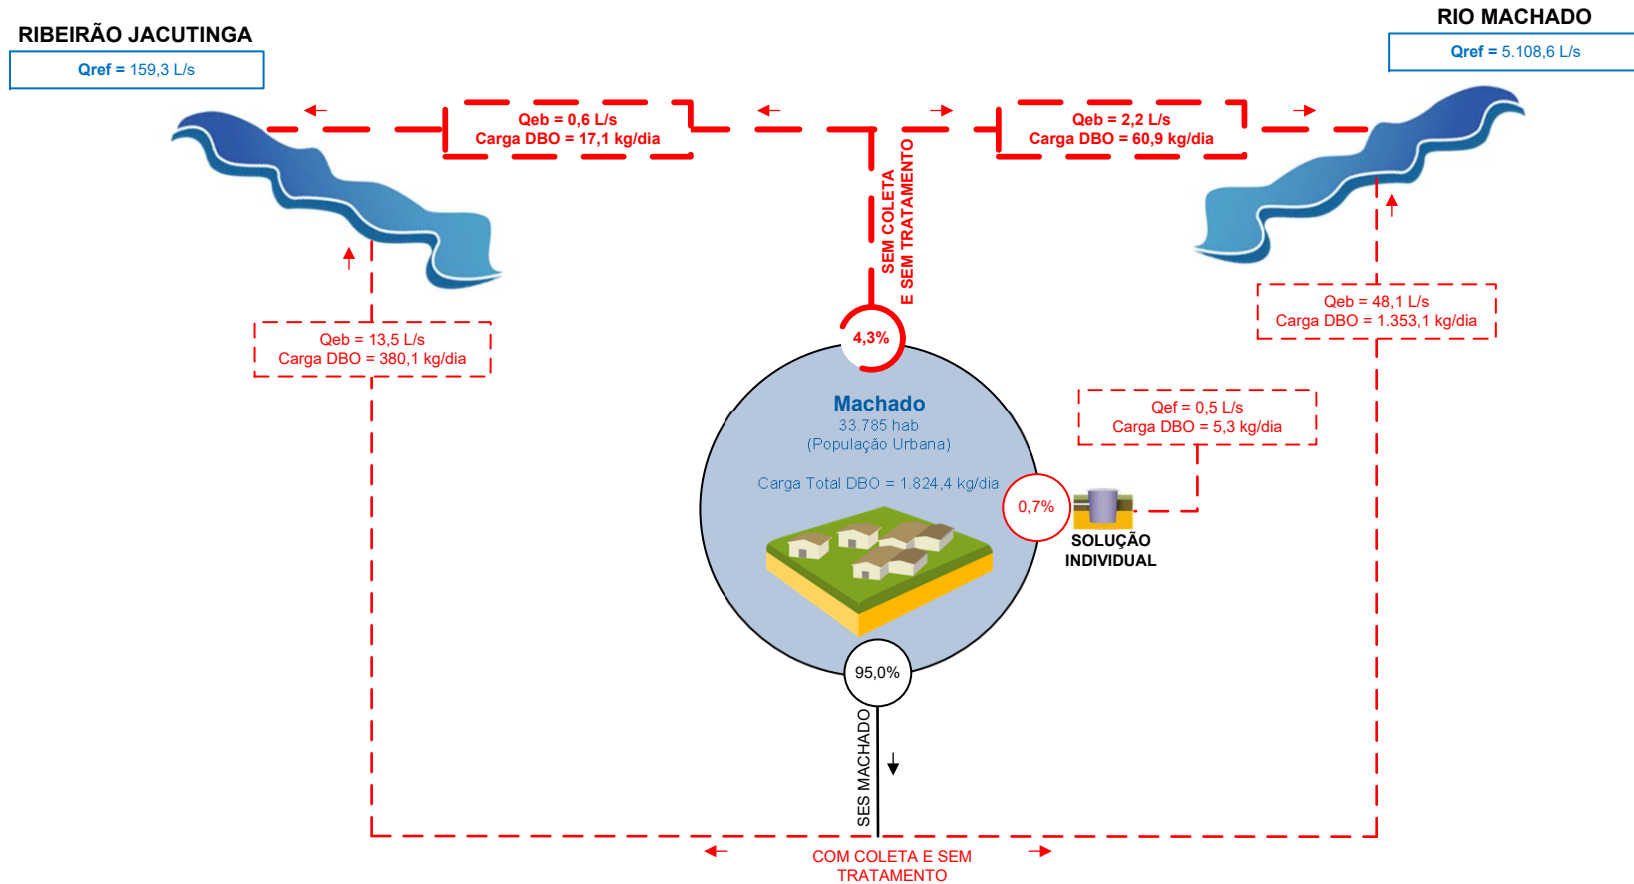 RIBEIRÃO JACUTINGA
Qref = 159,3 L/s
RIO MACHADO
Qref = 5.108,6 L/s
Qeb = 0,6 L/s
Carga DBO = 17,1 kg/dia
Qeb = 2,2 L/s
Carga DBO = 60,9 kg/dia
SEM COLETA
E SEM TRATAMENTO
Qeb = 13,5 L/s
Carga DBO = 380,1 kg/dia
Qeb = 48,1 L/s
Carga DBO = 1.353,1 kg/dia
4,3%
Machado
33.785 hab
(População Urbana)
Carga Total DBO = 1.824,4 kg/dia
Qef = 0,5 L/s
Carga DBO = 5,3 kg/dia
0,7%
SOLUÇÃO
INDIVIDUAL
95,0%
SES MACHADO
COM COLETA E SEM
TRATAMENTO